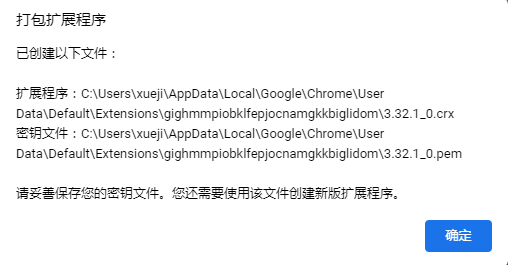 打包扩展程序
已创建以下文件：
扩展程序：C:\Users\xueji\AppData\Local\Google\Chrome\User
Data\Default\Extensions\gighmmpiobklfepjocnamgkkbiglidom\3.32.1_0.crx
密钥文件：C:\Users\xueji\AppData\Local\Google\Chrome\User
Data\Default\Extensions\gighmmpiobklfepjocnamgkkbiglidom\3.32.1_0.pem
请妥善保存您的密钥文件。您还需要使用该文件创建新版扩展程序。
确定